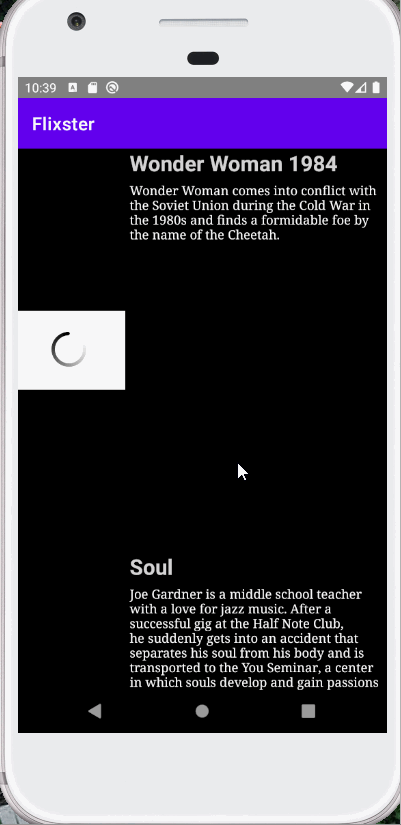 10:39
Flixster
Wonder Woman 1984
Wonder Woman comes into conflict with
the Soviet Union during the Cold War in
the 1980s and finds a formidable foe by
the name of the Cheetah.
Soul
Joe Gardner is a middle school teacher
with a love for jazz music. After a
successful gig at the Half Note Club,
he suddenly gets into an accident that
separates his soul from his body and is
transported to the You Seminar, a center
in which souls develop and gain passions